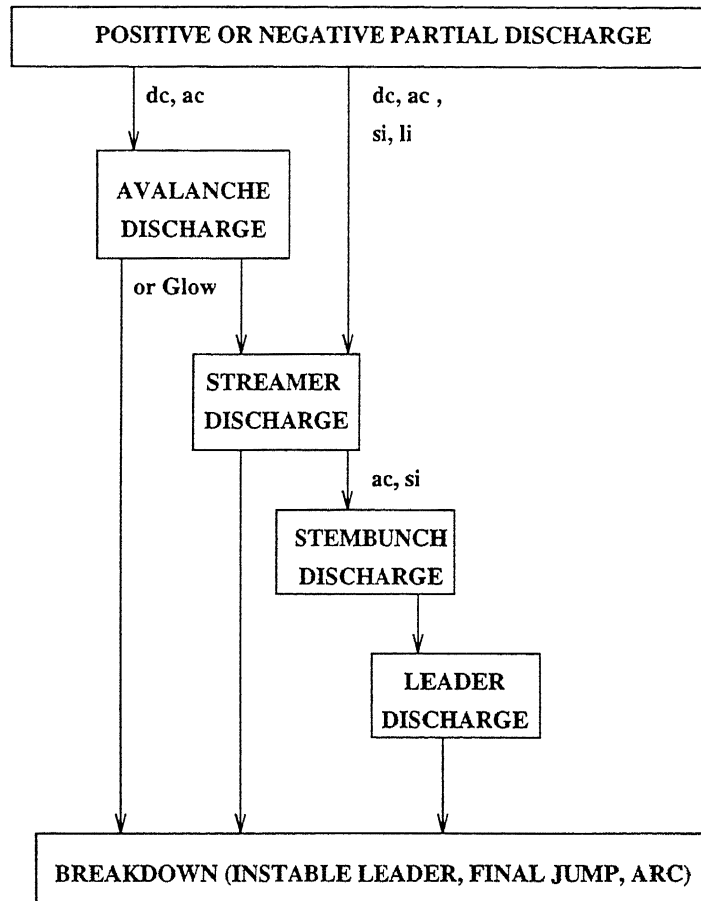 POSITIVE OR NEGATIVE PARTIAL DISCHARGE
dc, ac
dc, ac ,
si, li
AVALANCHE
DISCHARGE
or Glow
STREAMER
DISCHARGE
ac, si
STEMBUNCH
DISCHARGE
LEADER
DISCHARGE
BREAKDOWN (INSTABLE LEADER, FINAL JUMP, ARC)